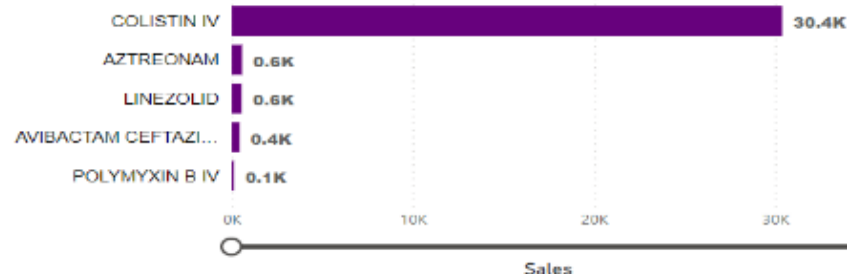 COLISTIN IV 30.4K
AZTREONAM 0.6K
LINEZOLID 0.6K
AVIBACTAM CEFTAZI... 0.4K
POLYMYXIN B IV 0.1K
0K 10K 20K 30K
Sales